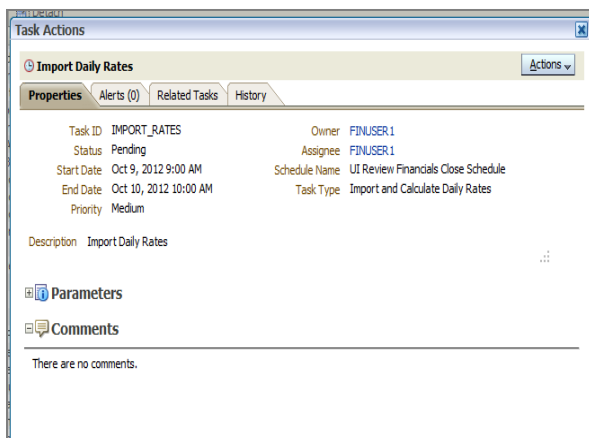 Detach
Task Actions
Import Daily Rates
Actions
Properties Alerts (0) Related Tasks History
Task ID IMPORT_RATES Owner FINUSER1
Status Pending Assignee FINUSER1
Start Date Oct 9, 2012 9:00 AM Schedule Name UI Review Financials Close Schedule
End Date Oct 10, 2012 10:00 AM Task Type Import and Calculate Daily Rates
Priority Medium
Description Import Daily Rates
Parameters
Comments
There are no comments.